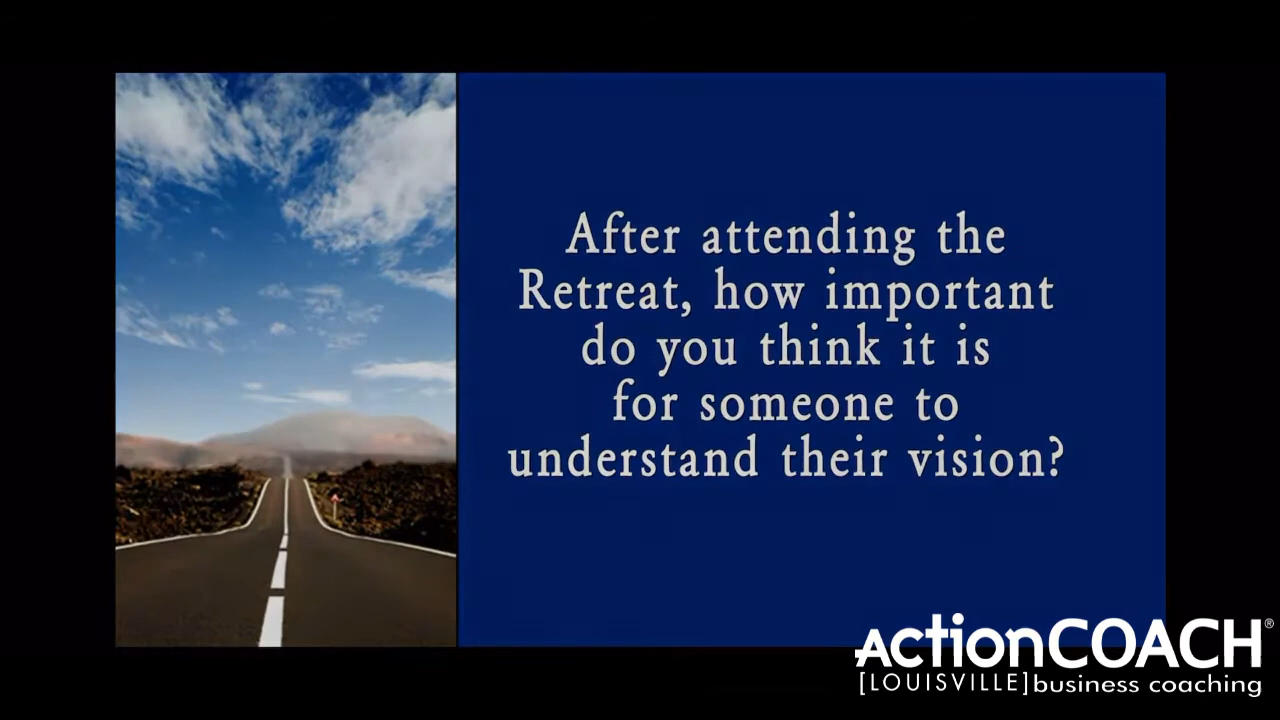 After attending the
Retreat, how important
do you think it is
for someone to
understand their vision?
ActionCOACH®
[LOUISVILLE] business coaching